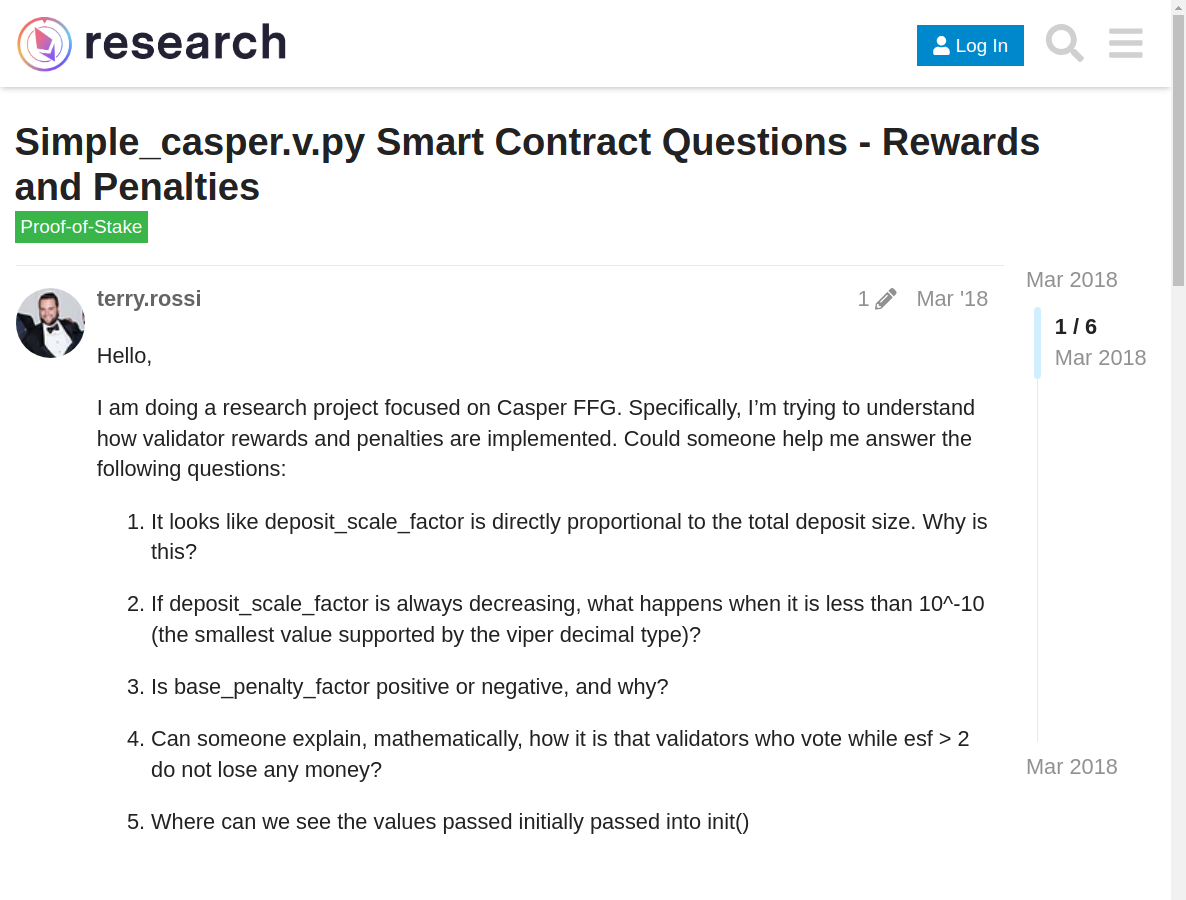 research
Log In
Simple_casper.v.py Smart Contract Questions - Rewards
and Penalties
Proof-of-Stake
terry.rossi
1
Mar '18
Mar 2018
1 / 6
Mar 2018
Hello,
I am doing a research project focused on Casper FFG. Specifically, I’m trying to understand
how validator rewards and penalties are implemented. Could someone help me answer the
following questions:
1. It looks like deposit_scale_factor is directly proportional to the total deposit size. Why is
this?
2. If deposit_scale_factor is always decreasing, what happens when it is less than 10^-10
(the smallest value supported by the viper decimal type)?
3. Is base_penalty_factor positive or negative, and why?
4. Can someone explain, mathematically, how it is that validators who vote while esf > 2
do not lose any money?
Mar 2018
5. Where can we see the values passed initially passed into init()